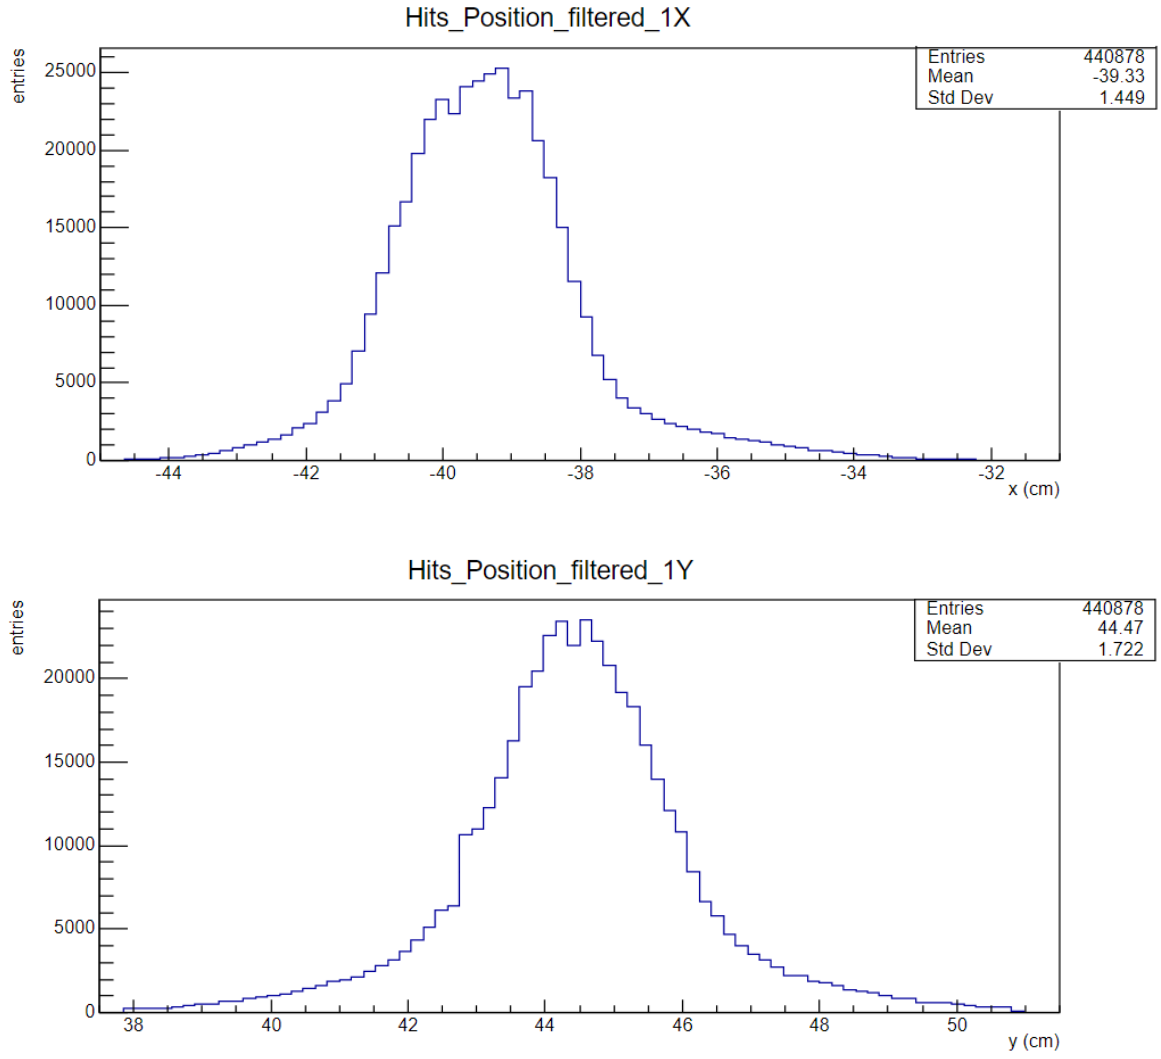 Hits_Position_filtered_1X
entries
Entries 440878
Mean -39.33
Std Dev 1.449
25000
20000
15000
10000
5000
0
-44 -42 -40 -38 -36 -34 -32
x (cm)
Hits_Position_filtered_1Y
entries
Entries 440878
Mean 44.47
Std Dev 1.722
20000
15000
10000
5000
0
38 40 42 44 46 48 50
y (cm)